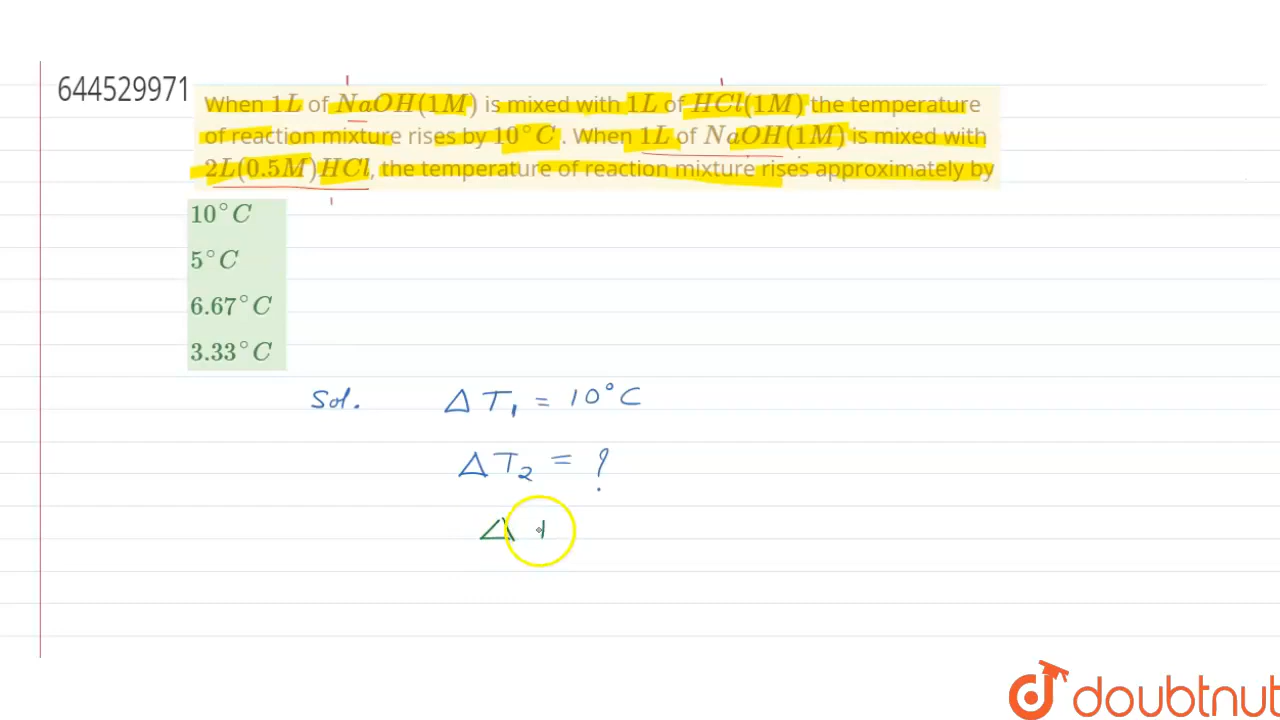 644529971
When 1L of NaOH(1M) is mixed with 1L of HCl(1M) the temperature
of reaction mixture rises by 10°C. When 1L of NaOH(1M) is mixed with
2L(0.5M)HCl, the temperature of reaction mixture rises approximately by
10°C
5°C
6.67°C
3.33°C
Sol. ΔT₁ = 10°C
ΔT₂ = ?
Δ
doubtnut